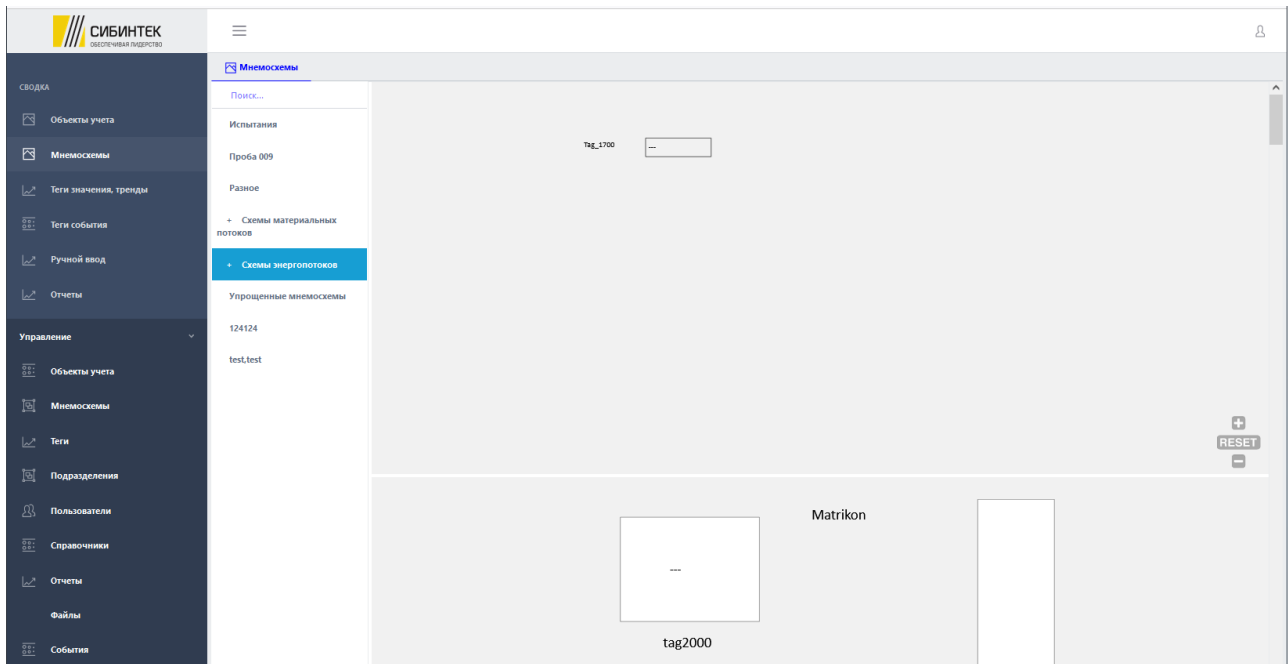 СИБИНТЕК
ОБЕСПЕЧИВАЯ ЛИДЕРСТВО
СВОДКА
Объекты учета
Мнемосхемы
Теги значения, тренды
Теги события
Ручной ввод
Отчеты
Управление
Объекты учета
Мнемосхемы
Теги
Подразделения
Пользователи
Справочники
Отчеты
Файлы
События
Мнемосхемы
Поиск...
Испытания
Проба 009
Разное
+ Схемы материальных
потоков
+ Схемы энергопотоков
Упрощенные мнемосхемы
124124
test,test
Tag_1700
---
RESET
Matrikon
---
tag2000